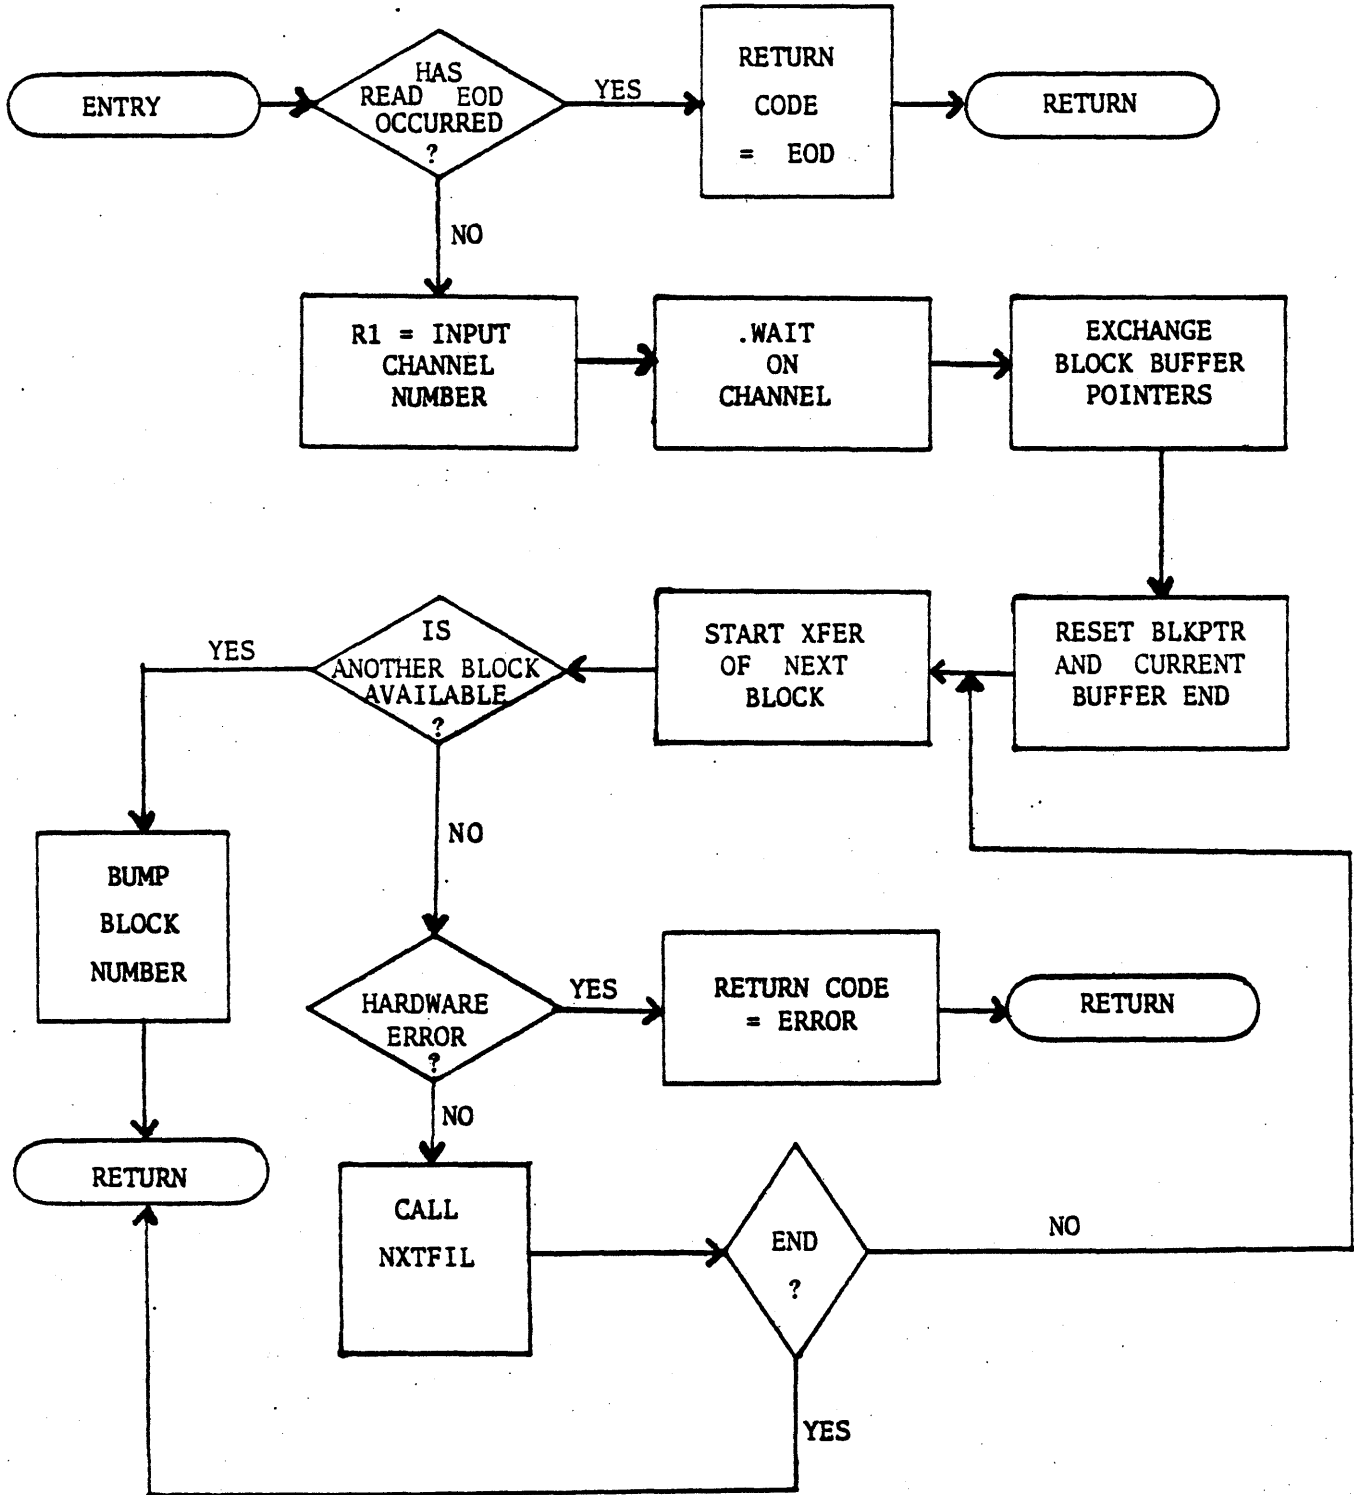 ENTRY
HAS
READ EOD
OCCURRED
?
YES
RETURN
CODE
= EOD
RETURN
NO
R1 = INPUT
CHANNEL
NUMBER
.WAIT
ON
CHANNEL
EXCHANGE
BLOCK BUFFER
POINTERS
RESET BLKPTR
AND CURRENT
BUFFER END
START XFER
OF NEXT
BLOCK
IS
ANOTHER BLOCK
AVAILABLE
?
YES
BUMP
BLOCK
NUMBER
RETURN
NO
HARDWARE
ERROR
?
YES
RETURN CODE
= ERROR
RETURN
NO
CALL
NXTFIL
END
?
NO
YES